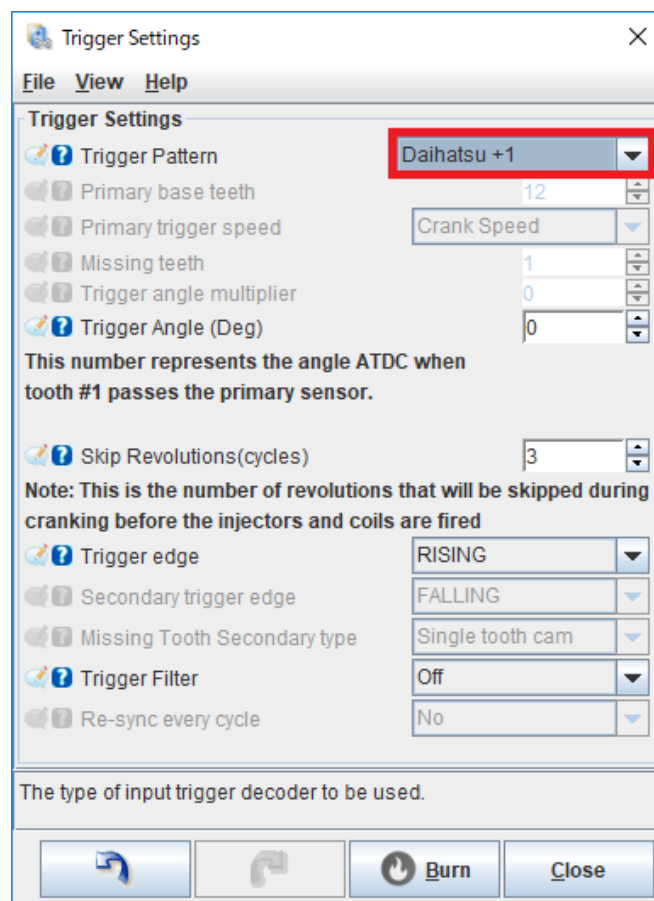 Trigger Settings
File View Help
Trigger Settings
Trigger Pattern Daihatsu +1
Primary base teeth 12
Primary trigger speed Crank Speed
Missing teeth 1
Trigger angle multiplier 0
Trigger Angle (Deg) 0
This number represents the angle ATDC when
tooth #1 passes the primary sensor.
Skip Revolutions(cycles) 3
Note: This is the number of revolutions that will be skipped during
cranking before the injectors and coils are fired
Trigger edge RISING
Secondary trigger edge FALLING
Missing Tooth Secondary type Single tooth cam
Trigger Filter Off
Re-sync every cycle No
The type of input trigger decoder to be used.
Burn Close